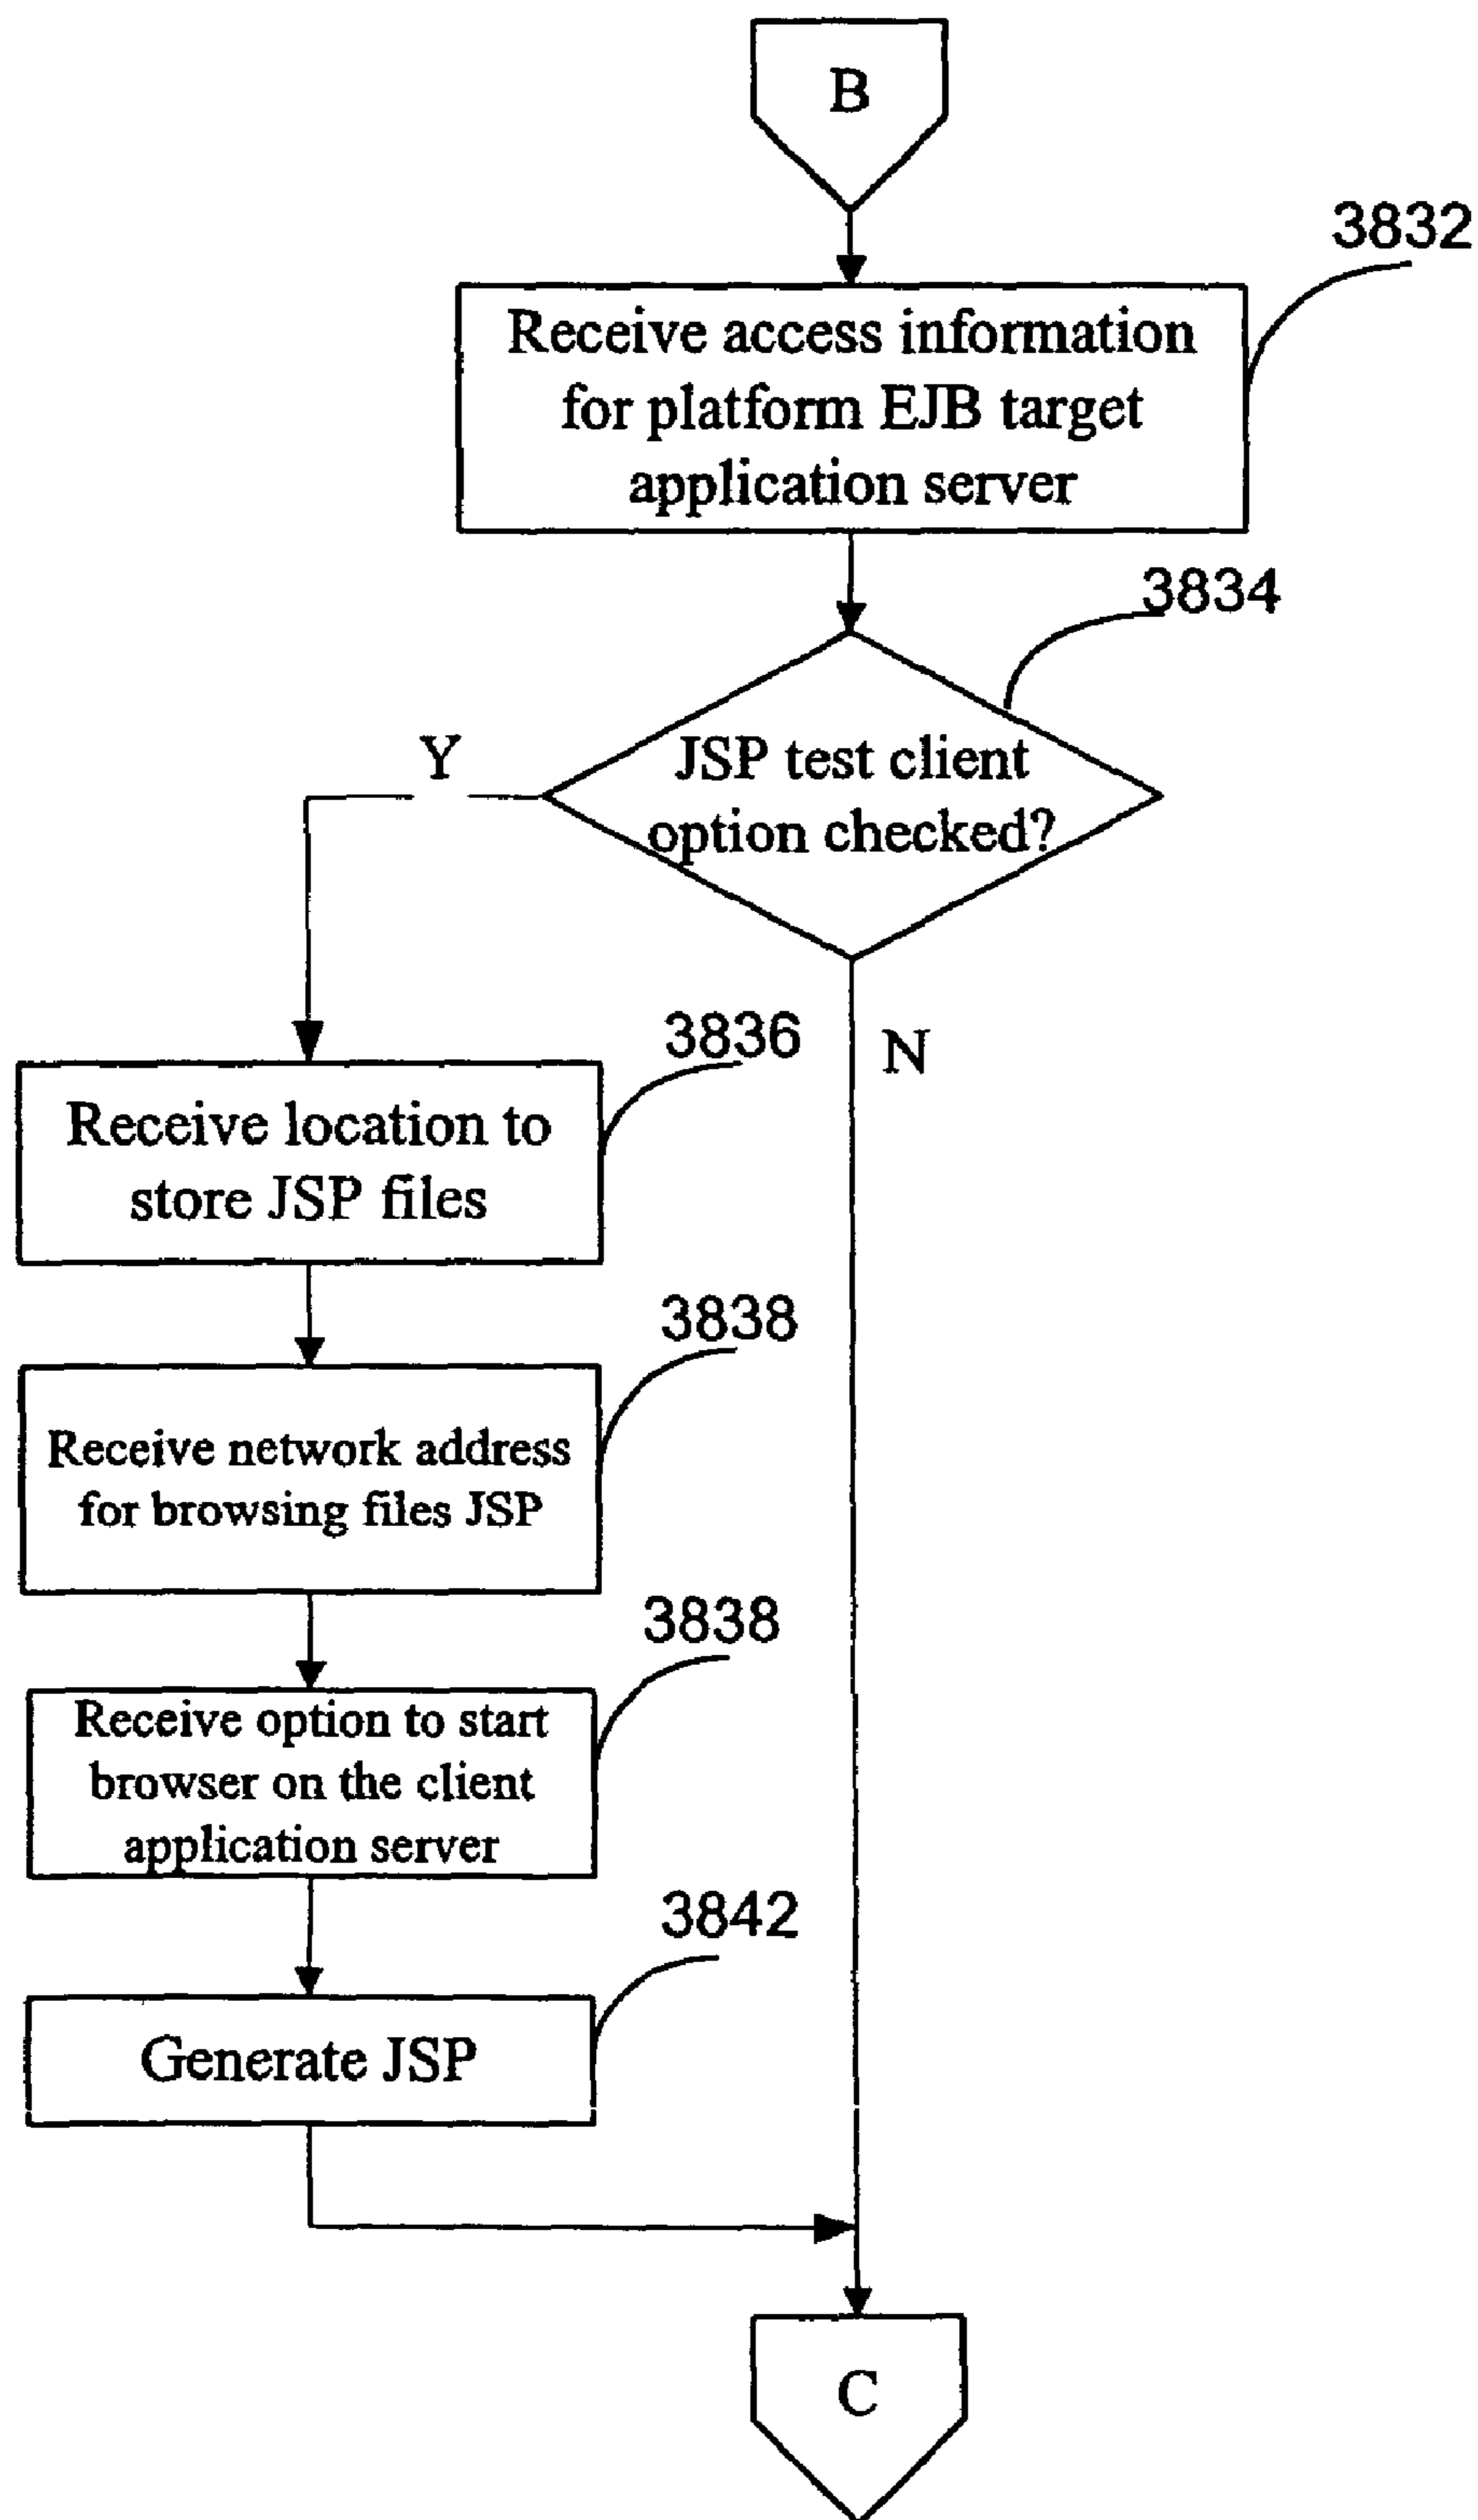 B
3832
Receive access information
for platform EJB target
application server
3834
JSP test client
option checked?
Y
N
3836
Receive location to
store JSP files
3838
Receive network address
for browsing files JSP
3838
Receive option to start
browser on the client
application server
3842
Generate JSP
C